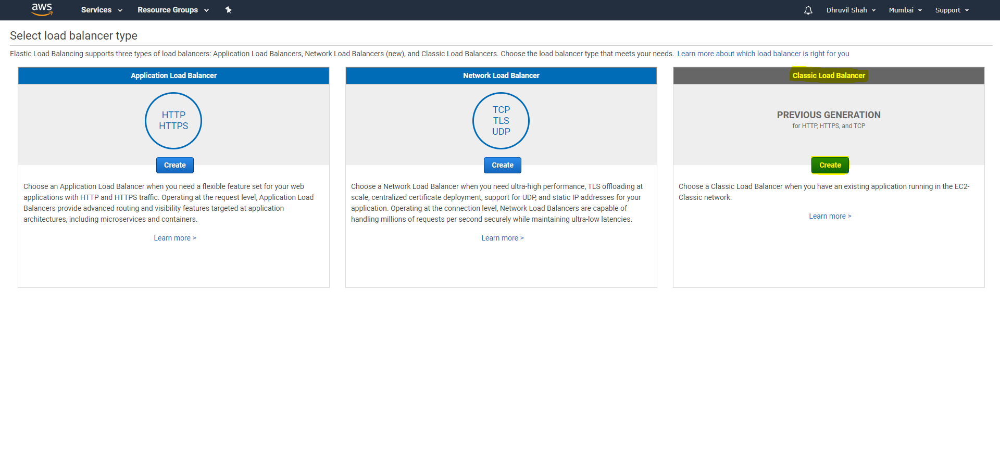 aws
Services
Resource Groups
Dhruvil Shah
Mumbai
Support
Select load balancer type
Elastic Load Balancing supports three types of load balancers: Application Load Balancers, Network Load Balancers (new), and Classic Load Balancers. Choose the load balancer type that meets your needs. Learn more about which load balancer is right for you
Application Load Balancer
HTTP
HTTPS
Create
Choose an Application Load Balancer when you need a flexible feature set for your web
applications with HTTP and HTTPS traffic. Operating at the request level, Application Load
Balancers provide advanced routing and visibility features targeted at application
architectures, including microservices and containers.
Learn more >
Network Load Balancer
TCP
TLS
UDP
Create
Choose a Network Load Balancer when you need ultra-high performance, TLS offloading at
scale, centralized certificate deployment, support for UDP, and static IP addresses for your
application. Operating at the connection level, Network Load Balancers are capable of
handling millions of requests per second securely while maintaining ultra-low latencies.
Learn more >
Classic Load Balancer
PREVIOUS GENERATION
for HTTP, HTTPS, and TCP
Create
Choose a Classic Load Balancer when you have an existing application running in the EC2-
Classic network.
Learn more >